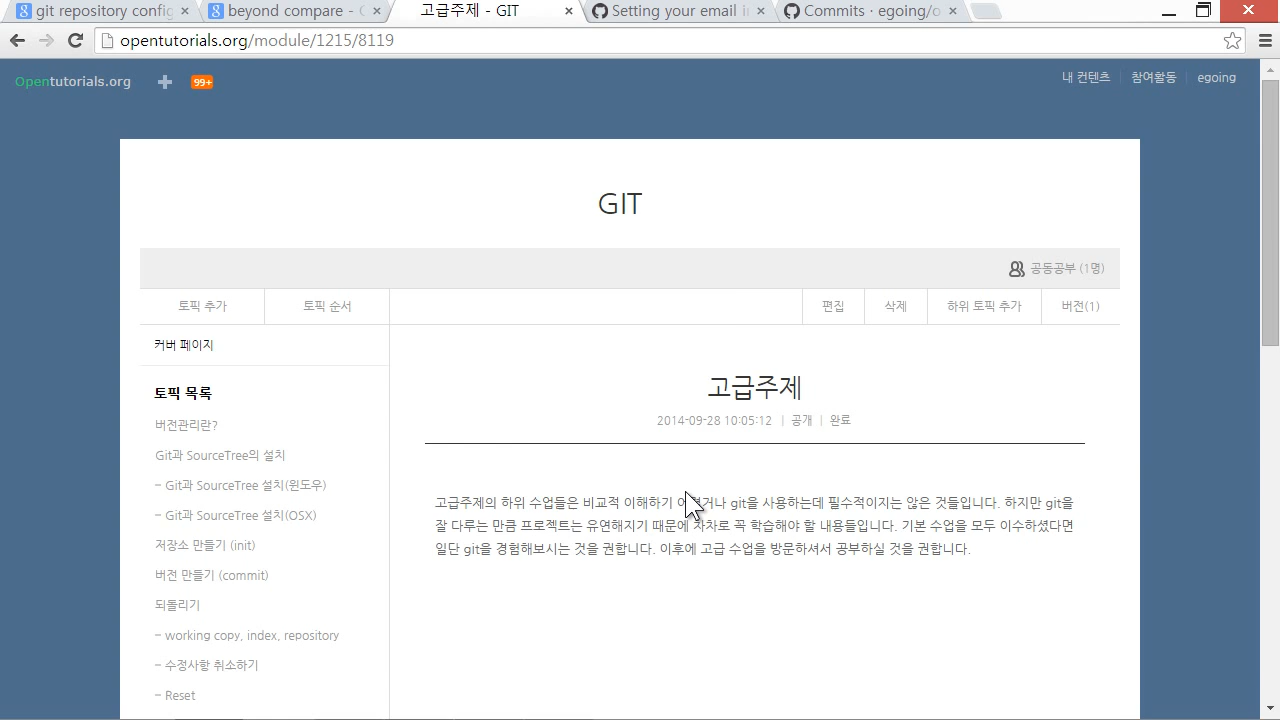 git repository config
beyond compare - G
고급주제 - GIT
Setting your email in
Commits · egoing/o
opentutorials.org/module/1215/8119
Opentutorials.org
99+
내 컨텐츠
참여활동
egoing
GIT
공동공부 (1명)
토픽 추가
토픽 순서
편집
삭제
하위 토픽 추가
버전(1)
커버 페이지
토픽 목록
버전관리란?
Git과 SourceTree의 설치
- Git과 SourceTree 설치(윈도우)
- Git과 SourceTree 설치(OSX)
저장소 만들기 (init)
버전 만들기 (commit)
되돌리기
- working copy, index, repository
- 수정사항 취소하기
- Reset
고급주제
2014-09-28 10:05:12 | 공개 | 완료
고급주제의 하위 수업들은 비교적 이해하기 git을 사용하는데 필수적이지는 않은 것들입니다. 하지만 git을
잘 다루는 만큼 프로젝트는 유연해지기 때문에 차차로 꼭 학습해야 할 내용들입니다. 기본 수업을 모두 이수하셨다면
일단 git을 경험해보시는 것을 권합니다. 이후에 고급 수업을 방문하셔서 공부하실 것을 권합니다.